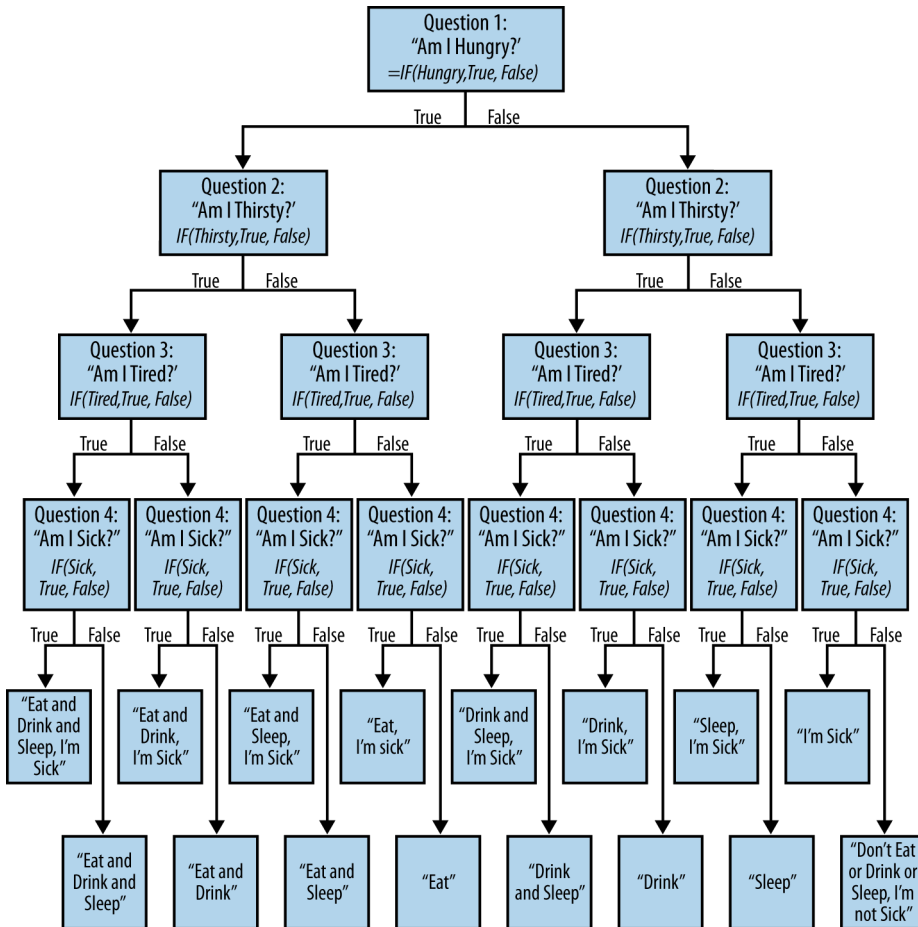 Question 1:
“Am I Hungry?’
=IF(Hungry,True, False)
True
False
Question 2:
“Am I Thirsty?’
IF(Thirsty,True, False)
Question 2:
“Am I Thirsty?’
IF(Thirsty,True, False)
True
False
True
False
Question 3:
“Am I Tired?’
IF(Tired,True, False)
Question 3:
“Am I Tired?’
IF(Tired,True, False)
Question 3:
“Am I Tired?’
IF(Tired,True, False)
Question 3:
“Am I Tired?’
IF(Tired,True, False)
True
False
True
False
True
False
True
False
Question 4:
“Am I Sick?”
IF(Sick,
True, False)
Question 4:
“Am I Sick?”
IF(Sick,
True, False)
Question 4:
“Am I Sick?”
IF(Sick,
True, False)
Question 4:
“Am I Sick?”
IF(Sick,
True, False)
Question 4:
“Am I Sick?”
IF(Sick,
True, False)
Question 4:
“Am I Sick?”
IF(Sick,
True, False)
Question 4:
“Am I Sick?”
IF(Sick,
True, False)
Question 4:
“Am I Sick?”
IF(Sick,
True, False)
True
False
True
False
True
False
True
False
True
False
True
False
True
False
True
False
“Eat and
Drink and
Sleep, I’m
Sick”
“Eat and
Drink,
I’m Sick”
“Eat and
Sleep,
I’m Sick”
“Eat,
I’m sick”
“Drink and
Sleep,
I’m Sick”
“Drink,
I’m Sick”
“Sleep,
I’m Sick”
“I’m Sick”
“Eat and
Drink and
Sleep”
“Eat and
Drink”
“Eat and
Sleep”
“Eat”
“Drink
and Sleep”
“Drink”
“Sleep”
“Don’t Eat
or Drink or
Sleep, I’m
not Sick”